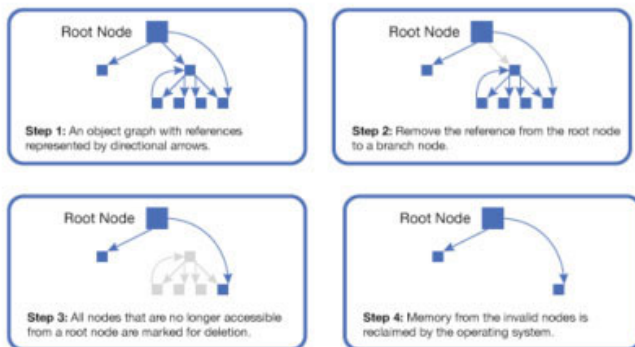 Root Node
Step 1: An object graph with references
represented by directional arrows.
Root Node
Step 2: Remove the reference from the root node
to a branch node.
Root Node
Step 3: All nodes that are no longer accessible
from a root node are marked for deletion.
Root Node
Step 4: Memory from the invalid nodes is
reclaimed by the operating system.